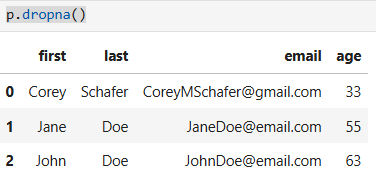 p.dropna()
first last email age
0 Corey Schafer CoreyMSchafer@gmail.com 33
1 Jane Doe JaneDoe@email.com 55
2 John Doe JohnDoe@email.com 63